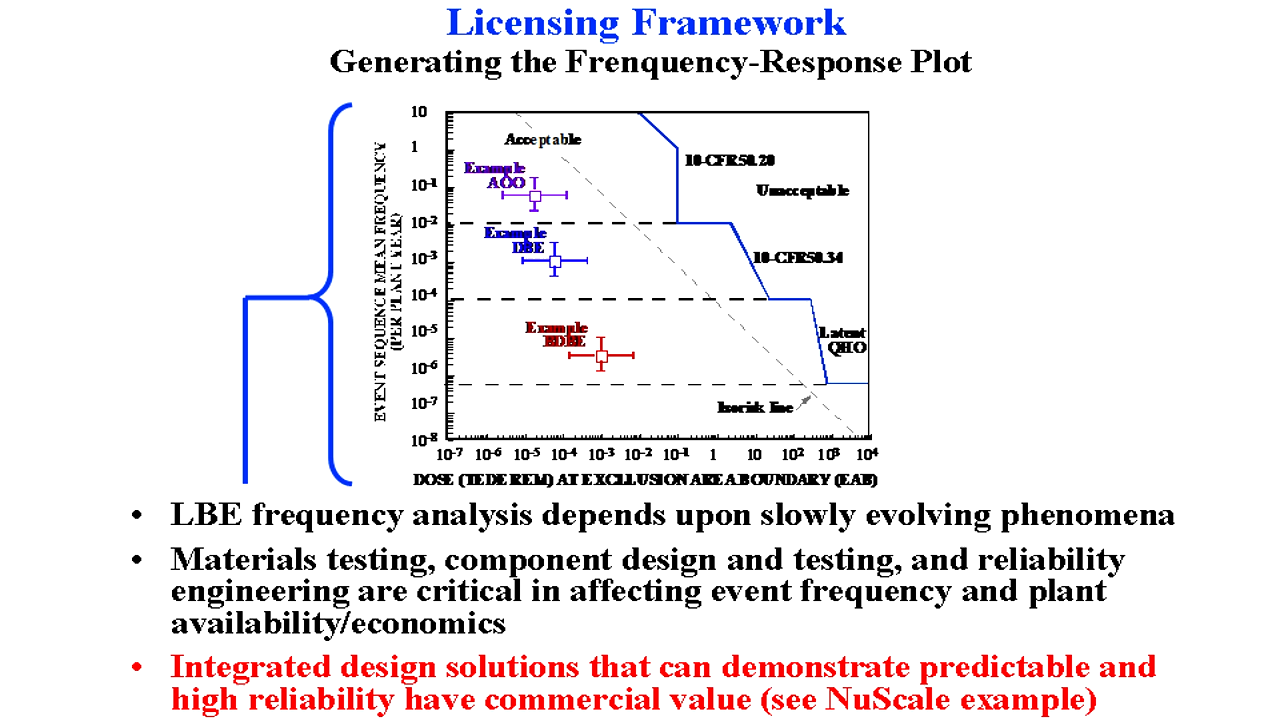 Licensing Framework
Generating the Frenquency-Response Plot
EVENT SEQUENCE MEAN FREQUENCY
(PER PLANT YEAR)
10
1
10-1
10-2
10-3
10-4
10-5
10-6
10-7
10-8
Acceptable
Example
AOO
10-CFR50.20
Unacceptable
Example
DBE
10-CFR50.34
Example
BDBE
Latent
QHO
Isorisk line
10-7 10-6 10-5 10-4 10-3 10-2 10-1 1 10 102 103 104
DOSE (TEDE REM) AT EXCLLUSION AREA BOUNDARY (EAB)
• LBE frequency analysis depends upon slowly evolving phenomena
• Materials testing, component design and testing, and reliability
engineering are critical in affecting event frequency and plant
availability/economics
• Integrated design solutions that can demonstrate predictable and
high reliability have commercial value (see NuScale example)